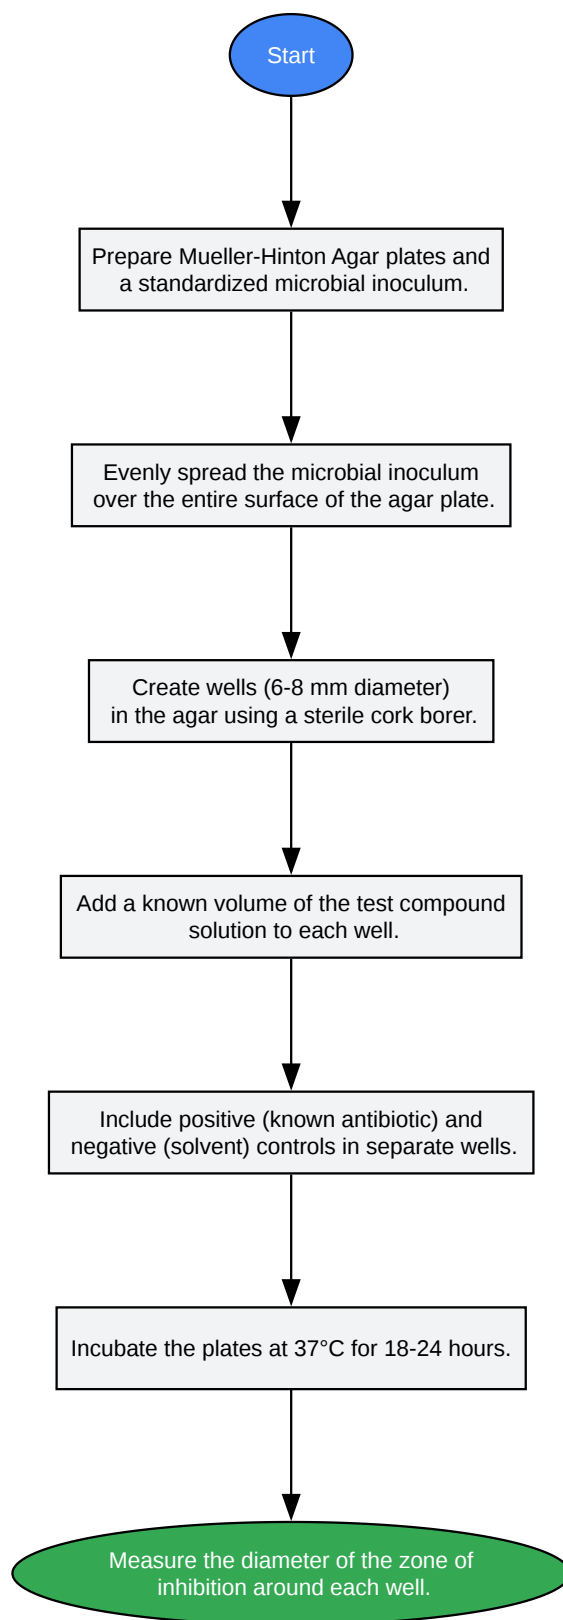 Start
Prepare Mueller-Hinton Agar plates and
a standardized microbial inoculum.
Evenly spread the microbial inoculum
over the entire surface of the agar plate.
Create wells (6-8 mm diameter)
in the agar using a sterile cork borer.
Add a known volume of the test compound
solution to each well.
Include positive (known antibiotic) and
negative (solvent) controls in separate wells.
Incubate the plates at 37°C for 18-24 hours.
Measure the diameter of the zone of
inhibition around each well.